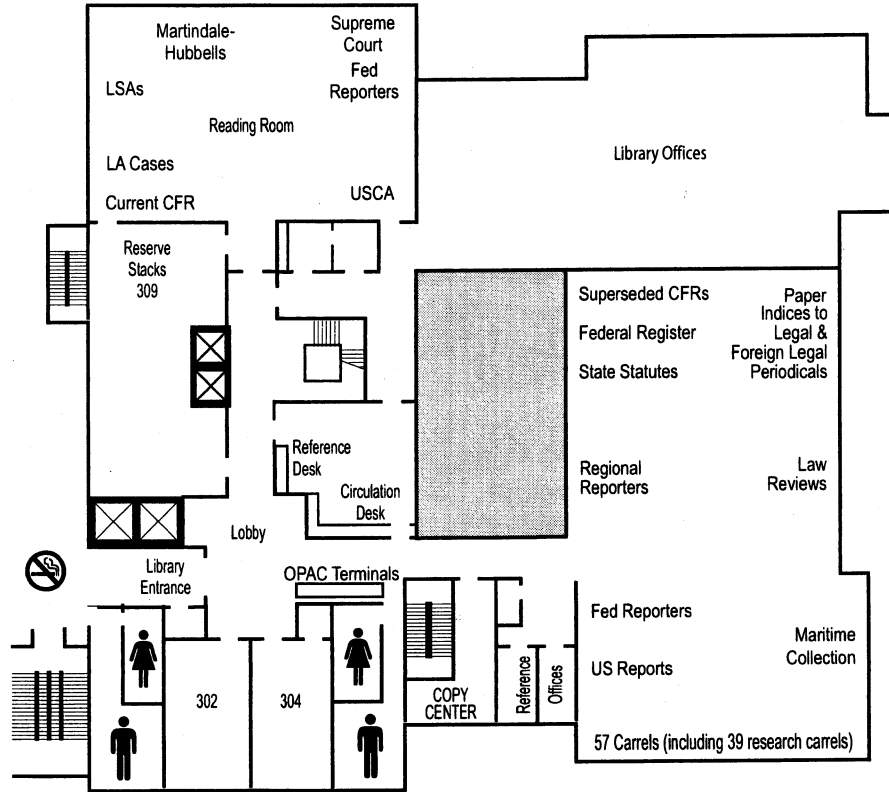 Martindale-
Hubbells
Supreme
Court
Fed
Reporters
LSAs
Reading Room
Library Offices
LA Cases
Current CFR
USCA
Reserve
Stacks
309
Superseded CFRs
Federal Register
State Statutes
Paper
Indices to
Legal &
Foreign Legal
Periodicals
Reference
Desk
Circulation
Desk
Regional
Reporters
Law
Reviews
Lobby
Library
Entrance
OPAC Terminals
Fed Reporters
Maritime
Collection
US Reports
302
304
COPY
CENTER
Reference
Offices
57 Carrels (including 39 research carrels)